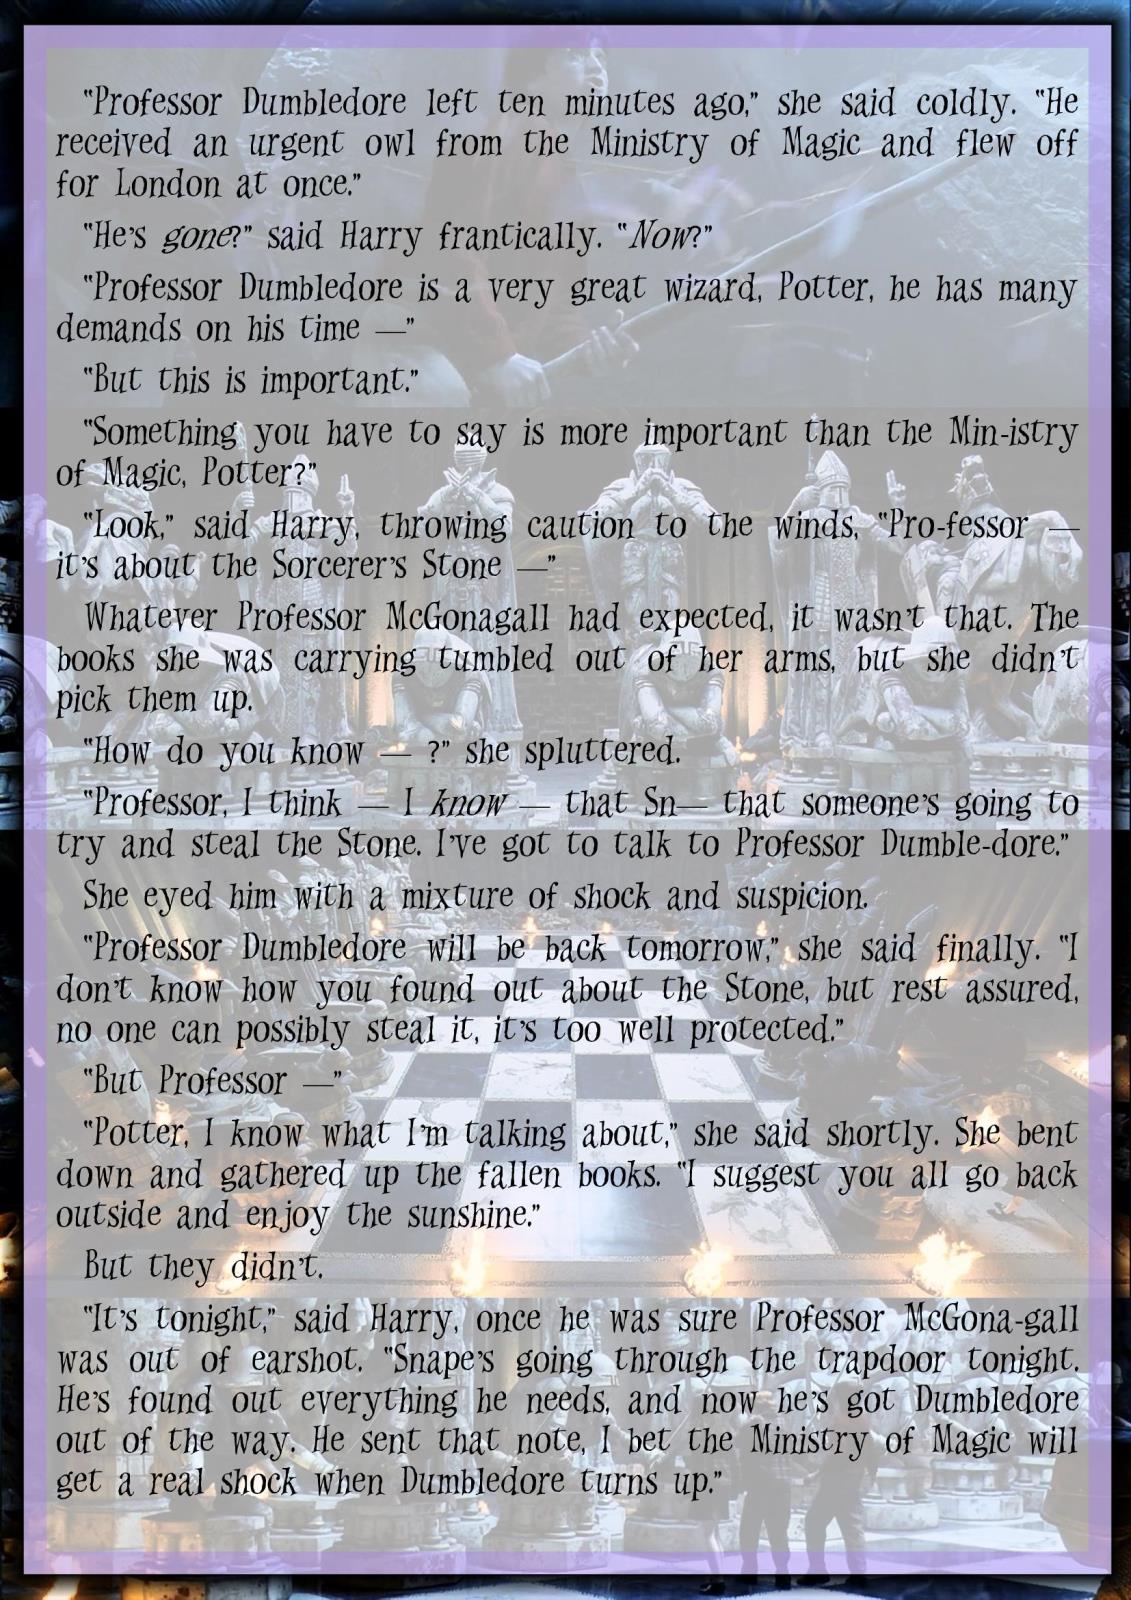 "Professor Dumbledore left ten minutes ago," she said coldly. "He
received an urgent owl from the Ministry of Magic and flew off
for London at once."
"He's gone?" said Harry frantically. "Now?"
"Professor Dumbledore is a very great wizard, Potter, he has many
demands on his time —"
"But this is important."
"Something you have to say is more important than the Min-istry
of Magic, Potter?"
"Look," said Harry, throwing caution to the winds, "Pro-fessor —
it's about the Sorcerer's Stone —"
Whatever Professor McGonagall had expected, it wasn't that. The
books she was carrying tumbled out of her arms, but she didn't
pick them up.
"How do you know — ?" she spluttered.
"Professor, I think — I know — that Sn— that someone's going to
try and steal the Stone. I've got to talk to Professor Dumble-dore."
She eyed him with a mixture of shock and suspicion.
"Professor Dumbledore will be back tomorrow," she said finally. "I
don't know how you found out about the Stone, but rest assured,
no one can possibly steal it, it's too well protected."
"But Professor —"
"Potter, I know what I'm talking about," she said shortly. She bent
down and gathered up the fallen books. "I suggest you all go back
outside and enjoy the sunshine."
But they didn't.
"It's tonight," said Harry, once he was sure Professor McGona-gall
was out of earshot. "Snape's going through the trapdoor tonight.
He's found out everything he needs, and now he's got Dumbledore
out of the way. He sent that note, I bet the Ministry of Magic will
get a real shock when Dumbledore turns up."